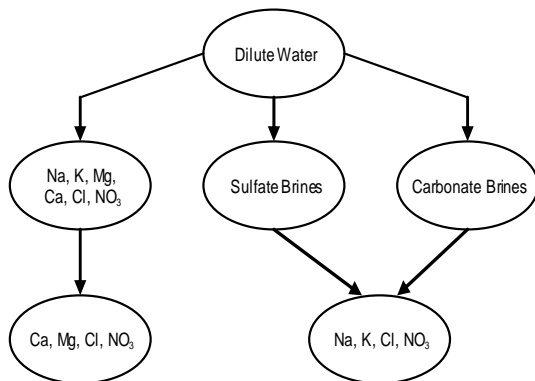 Dilute Water
Na, K, Mg,
Ca, Cl, NO₃
Sulfate Brines
Carbonate Brines
Ca, Mg, Cl, NO₃
Na, K, Cl, NO₃